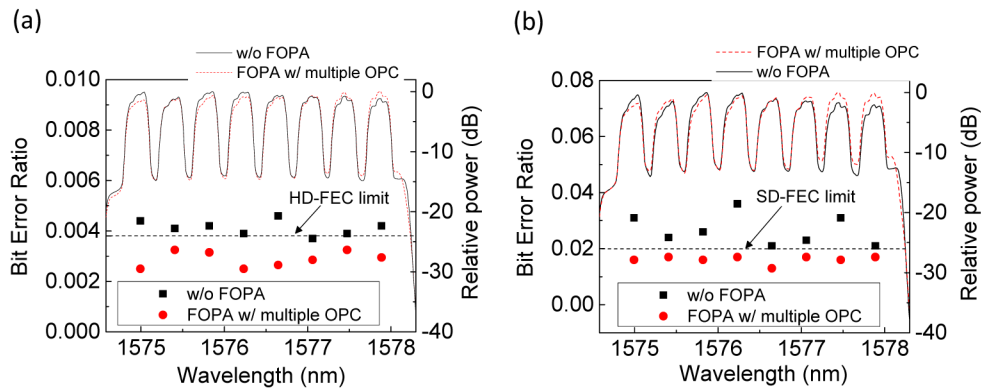 (a)
w/o FOPA
FOPA w/ multiple OPC
0.010
0.008
0.006
0.004
0.002
0.000
Bit Error Ratio
HD-FEC limit
w/o FOPA
FOPA w/ multiple OPC
0
-10
-20
-30
-40
Relative power (dB)
1575
1576
1577
1578
Wavelength (nm)
(b)
FOPA w/ multiple OPC
w/o FOPA
0.08
0.06
0.04
0.02
0.00
Bit Error Ratio
SD-FEC limit
w/o FOPA
FOPA w/ multiple OPC
0
-10
-20
-30
-40
Relative power (dB)
1575
1576
1577
1578
Wavelength (nm)